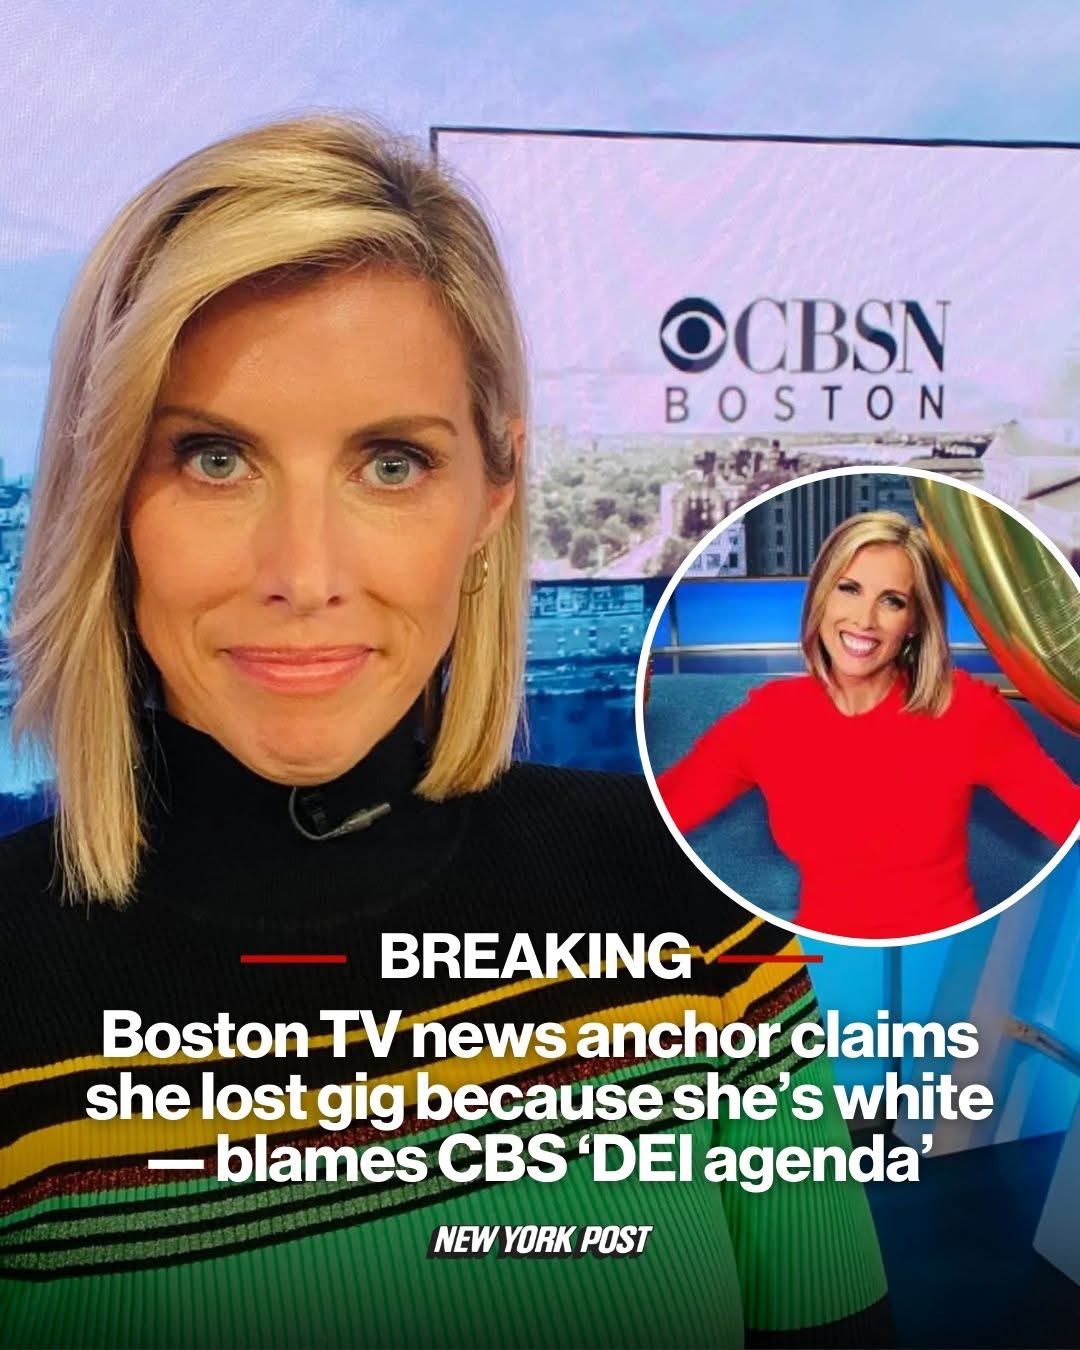 CBSN
BOSTON
BREAKING
Boston TV news anchor claims
she lost gig because she’s white
— blames CBS ‘DEI agenda’
NEW YORK POST